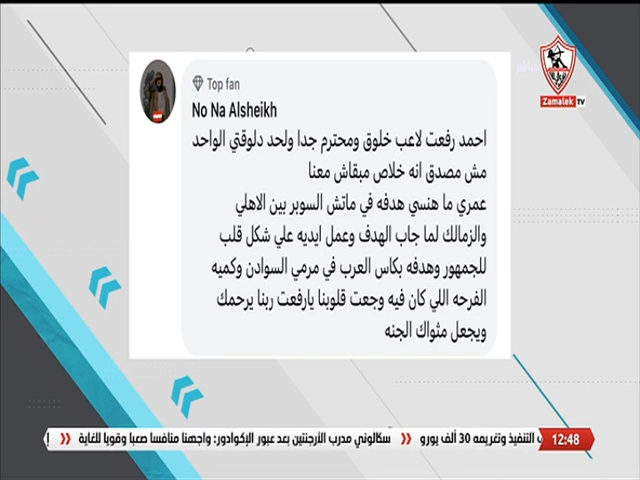 Top fan
No Na Alsheikh
احمد رفعت لاعب خلوق ومحترم جدا ولحد دلوقتي الواحد
مش مصدق انه خلاص مبقاش معنا
عمري ما هنسي هدفه في ماتش السوبر بين الاهلي
والزمالك لما جاب الهدف وعمل ايديه علي شكل قلب
للجمهور وهدفه بكاس العرب في مرمي السوادن وكميه
الفرحه اللي كان فيه وجعت قلوبنا يارفعت ربنا يرحمك
ويجعل مثواك الجنه
Zamalek TV
التنفيذ وتغريمه 30 ألف يورو
سكالوني مدرب الأرجنتين بعد عبور الإكوادور: واجهنا منافسا صعبا وقويا للغاية
12:48